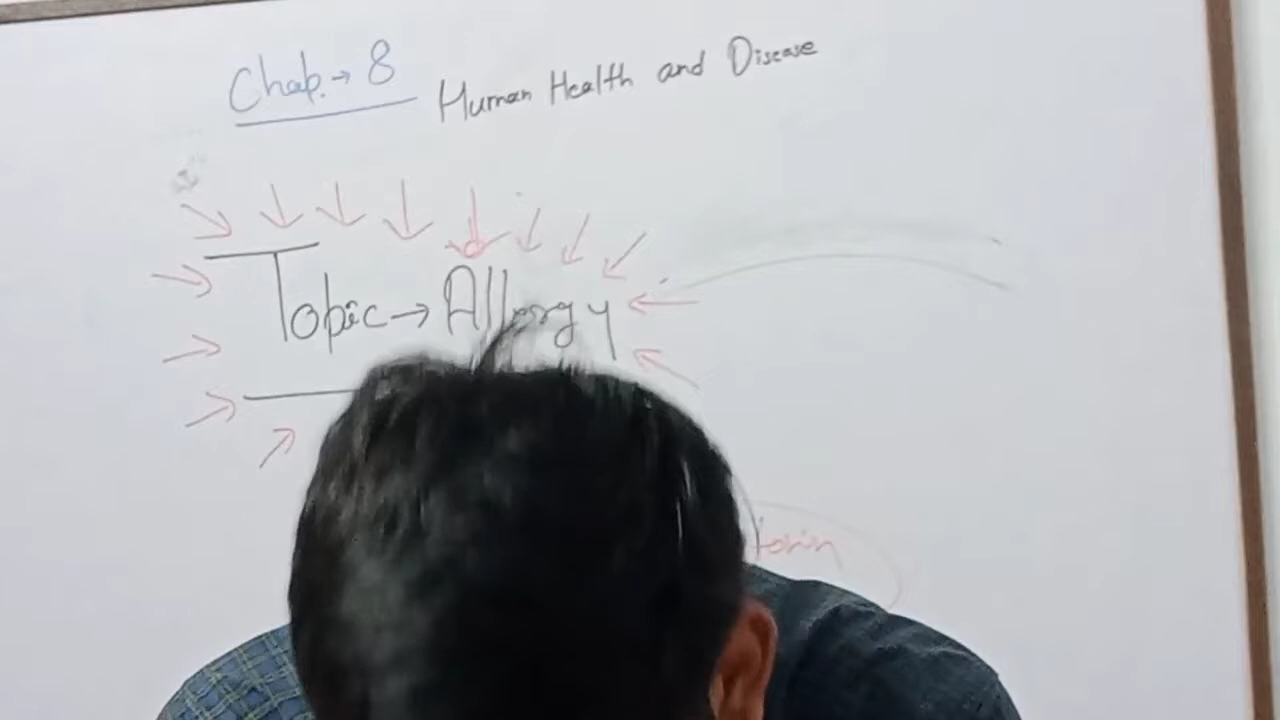 Chap. → 8
Human Health and Disease
Topic → Allergy